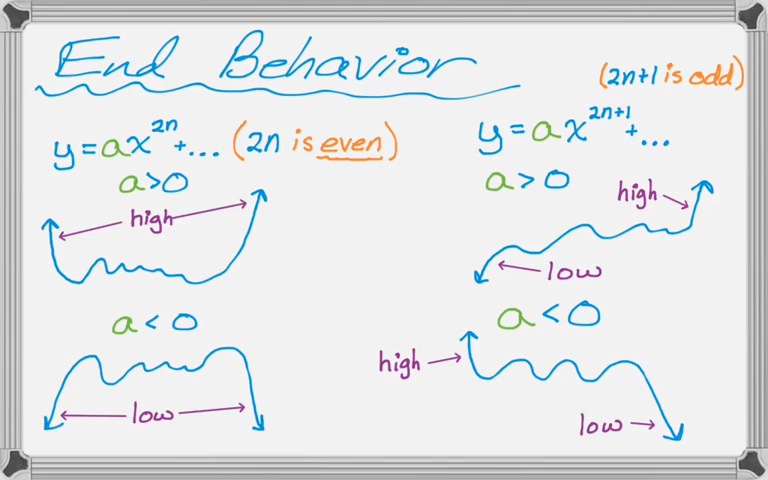 End Behavior
y = ax^2n + ... (2n is even)
a > 0
high
a < 0
low
(2n+1 is odd)
y = ax^2n+1 + ...
a > 0
high
low
a < 0
high
low